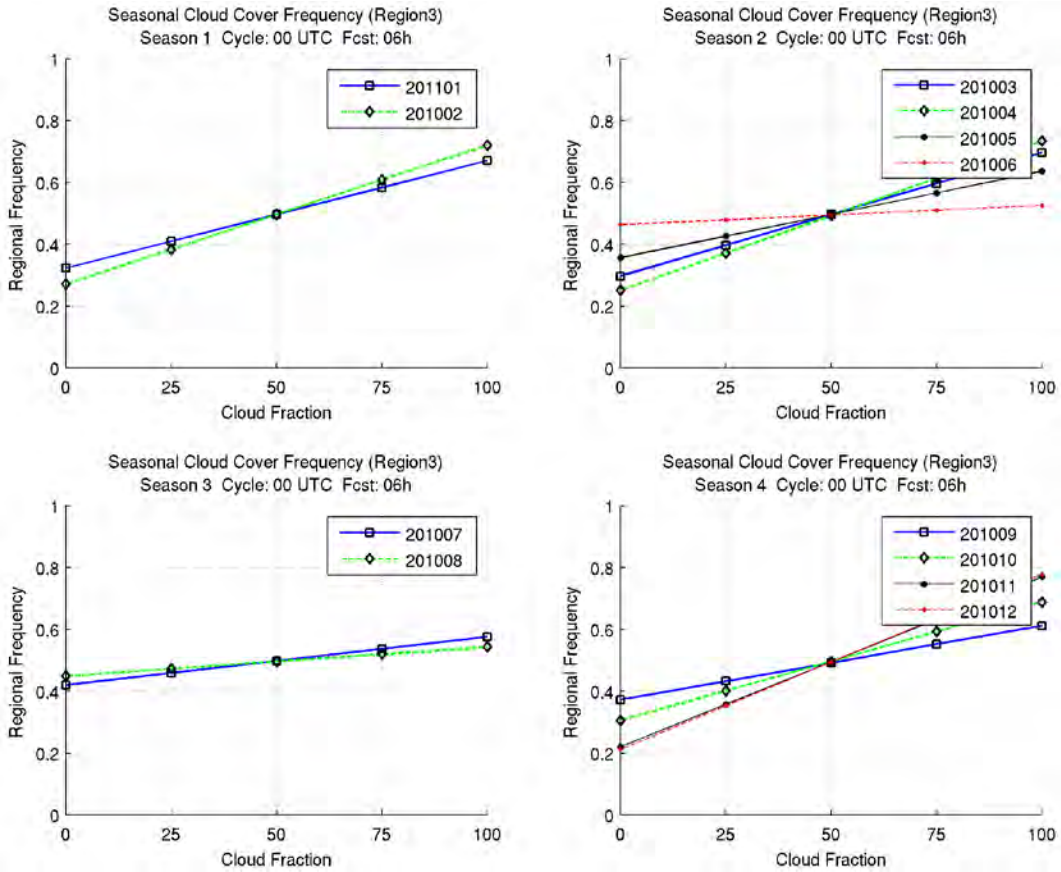 Seasonal Cloud Cover Frequency (Region3)
Season 1 Cycle: 00 UTC Fcst: 06h
1
0.8
0.6
0.4
0.2
0
Regional Frequency
201101
201002
0 25 50 75 100
Cloud Fraction
Seasonal Cloud Cover Frequency (Region3)
Season 2 Cycle: 00 UTC Fcst: 06h
1
0.8
0.6
0.4
0.2
0
Regional Frequency
201003
201004
201005
201006
0 25 50 75 100
Cloud Fraction
Seasonal Cloud Cover Frequency (Region3)
Season 3 Cycle: 00 UTC Fcst: 06h
1
0.8
0.6
0.4
0.2
0
Regional Frequency
201007
201008
0 25 50 75 100
Cloud Fraction
Seasonal Cloud Cover Frequency (Region3)
Season 4 Cycle: 00 UTC Fcst: 06h
1
0.8
0.6
0.4
0.2
0
Regional Frequency
201009
201010
201011
201012
0 25 50 75 100
Cloud Fraction